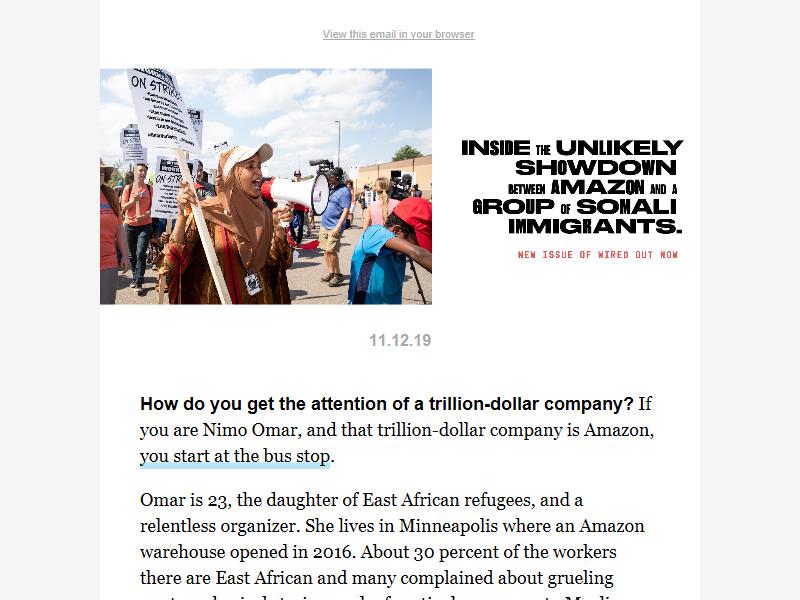 View this email in your browser
ON STRIKE
ON STR
INSIDE THE UNLIKELY
SHOWDOWN
BETWEEN AMAZON AND A
GROUP OF SOMALI
IMMIGRANTS.
NEW ISSUE OF WIRED OUT NOW
11.12.19
How do you get the attention of a trillion-dollar company? If
you are Nimo Omar, and that trillion-dollar company is Amazon,
you start at the bus stop.
Omar is 23, the daughter of East African refugees, and a
relentless organizer. She lives in Minneapolis where an Amazon
warehouse opened in 2016. About 30 percent of the workers
there are East African and many complained about grueling